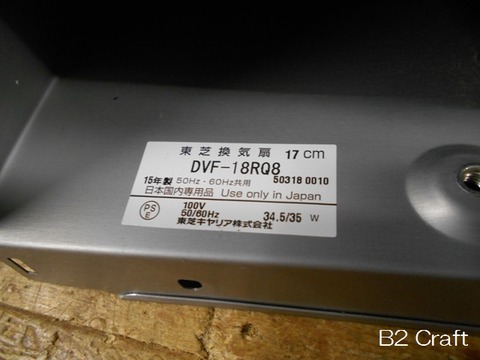 東芝換気扇 17cm
DVF-18RQ8
15年製 50Hz・60Hz共用 50318 0010
日本国内専用品 Use only in Japan
PSE 100V
50/60Hz 34.5/35 W
東芝キヤリア株式会社
B2 Craft